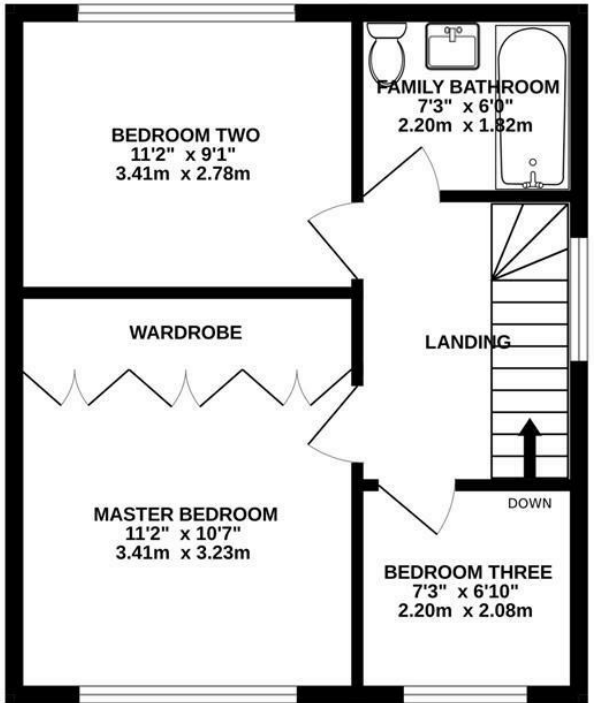 FAMILY BATHROOM
7'3" x 6'0"
2.20m x 1.82m
BEDROOM TWO
11'2" x 9'1"
3.41m x 2.78m
WARDROBE
LANDING
MASTER BEDROOM
11'2" x 10'7"
3.41m x 3.23m
DOWN
BEDROOM THREE
7'3" x 6'10"
2.20m x 2.08m